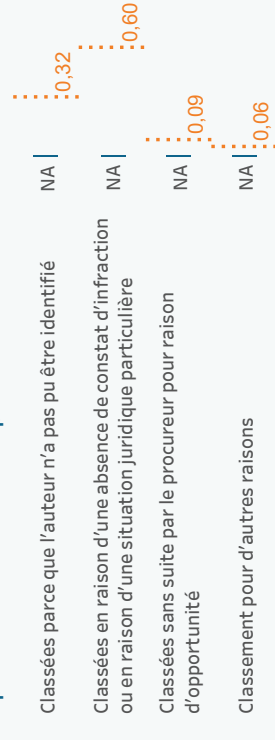 Classées parce que l'auteur n'a pas pu être identifié NA 0,32
Classées en raison d'une absence de constat d'infraction
ou en raison d'une situation juridique particulière NA 0,60
Classées sans suite par le procureur pour raison
d'opportunité NA 0,09
Classement pour d'autres raisons NA 0,06